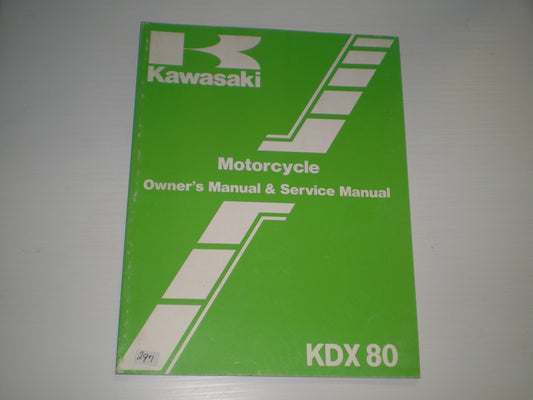 Kawasaki
Motorcycle
Owner's Manual & Service Manual
KDX 80